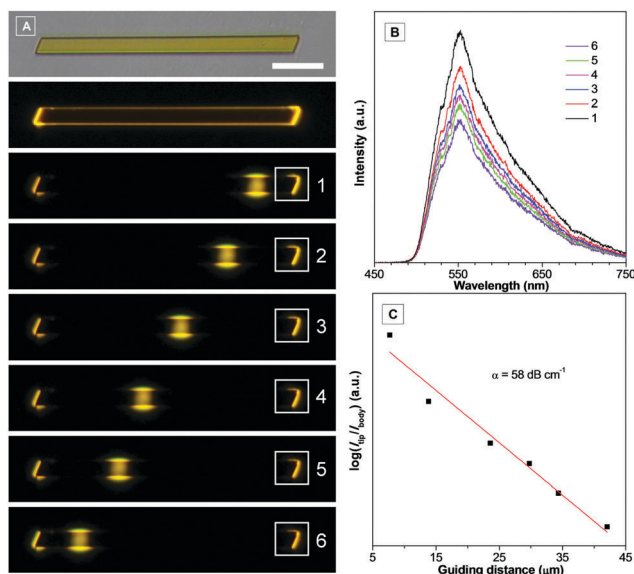 A
1
2
3
4
5
6
B
Intensity (a.u.)
6
5
4
3
2
1
450 550 650 750
Wavelength (nm)
C
log(Itip/Ibody) (a.u.)
α = 58 dB cm⁻¹
5 15 25 35 45
Guiding distance (μm)